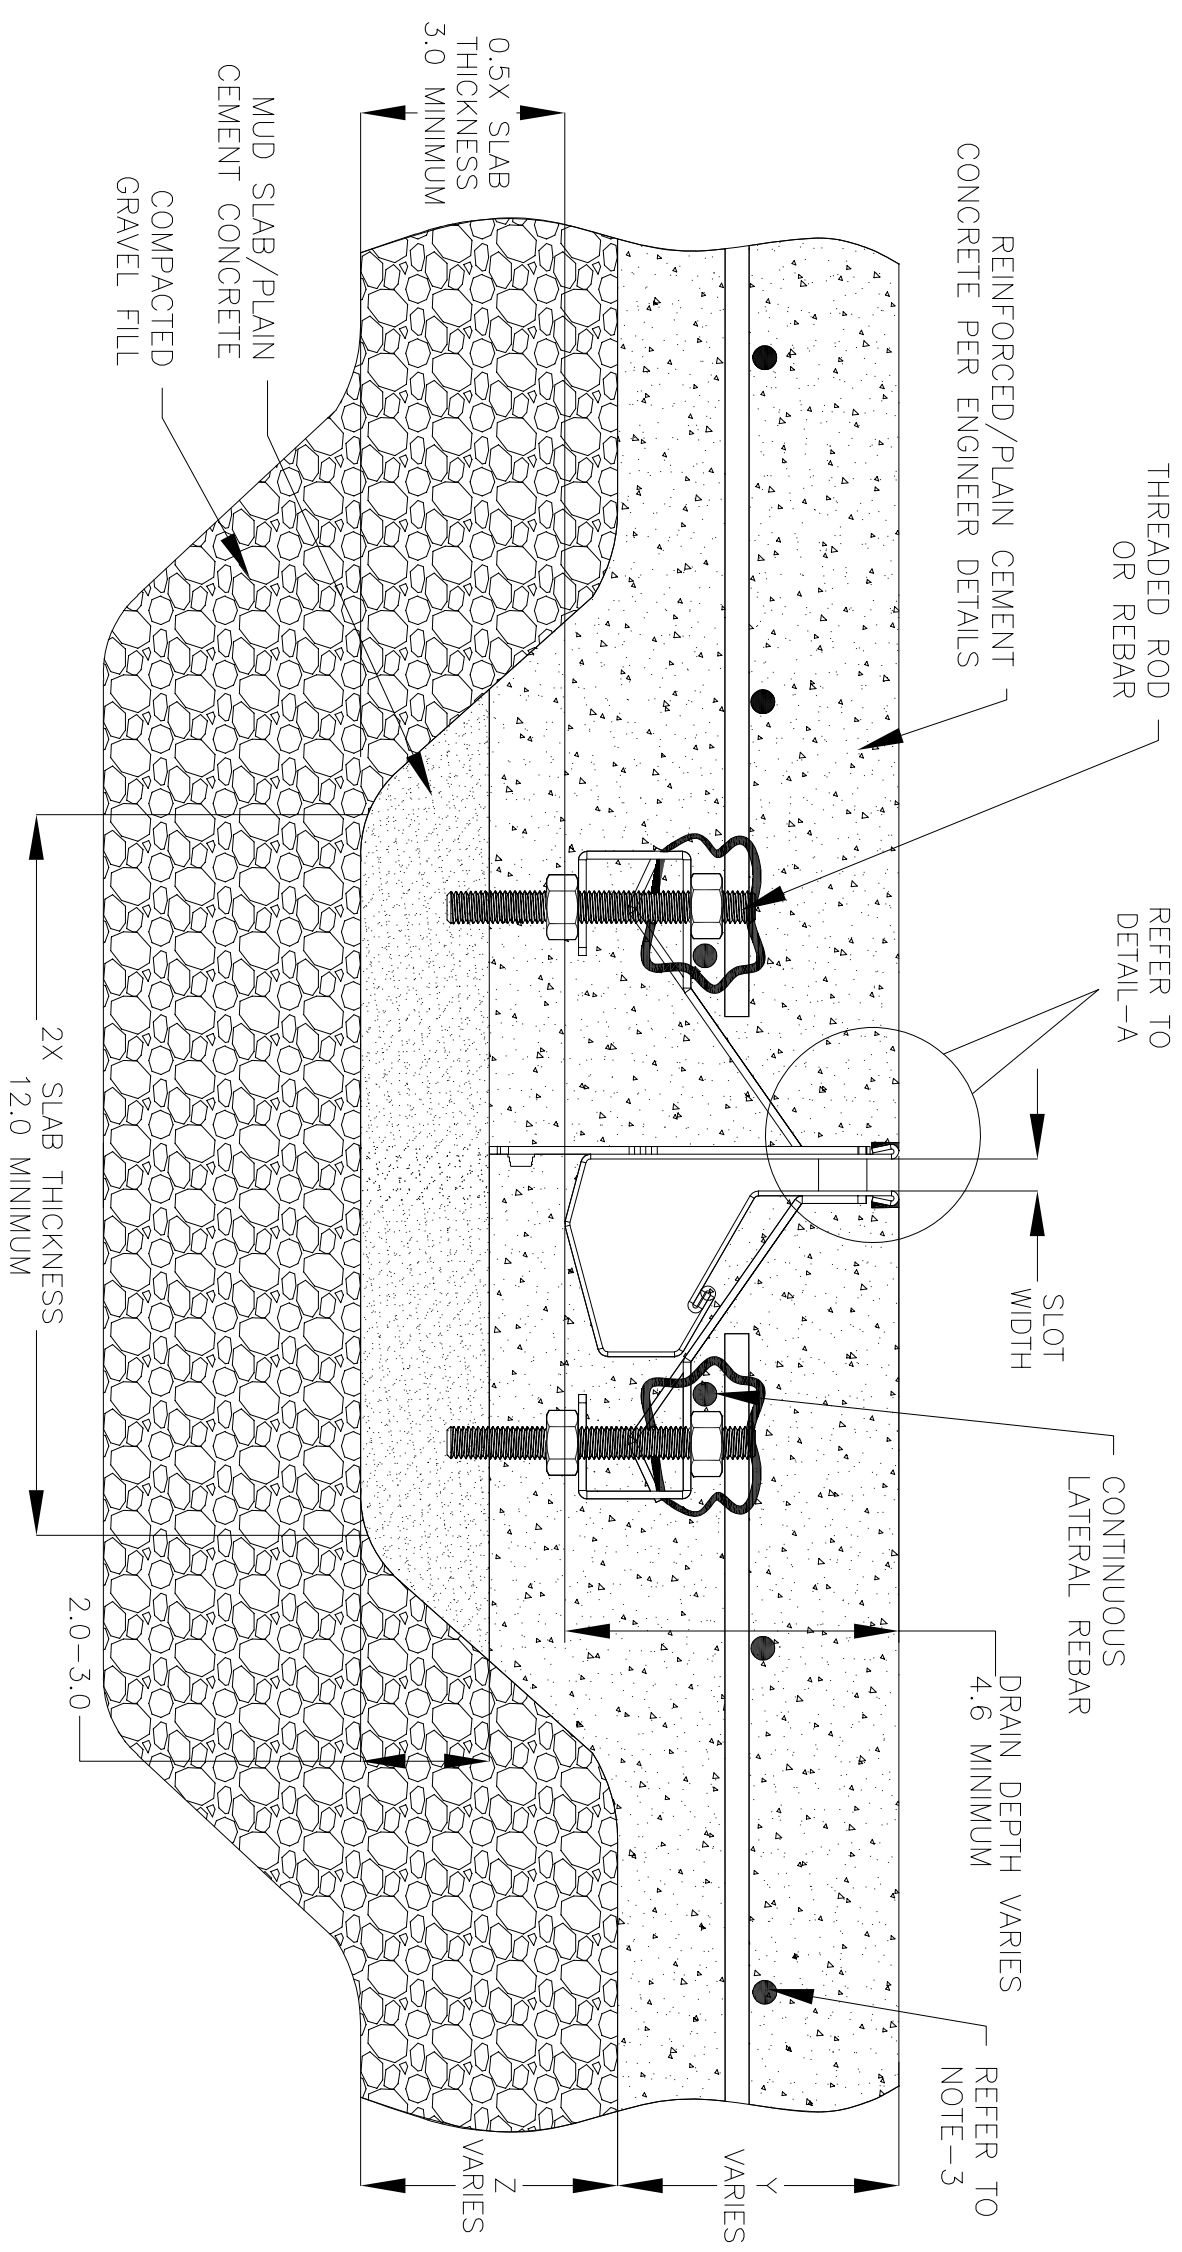 THREADED ROD
OR REBAR
REFER TO
DETAIL-A
SLOT
WIDTH
CONTINUOUS
LATERAL REBAR
REINFORCED/PLAIN CEMENT
CONCRETE PER ENGINEER DETAILS
DRAIN DEPTH VARIES
4.6 MINIMUM
REFER TO
NOTE-3
Y
VARIES
Z
VARIES
0.5X SLAB
THICKNESS
3.0 MINIMUM
MUD SLAB/PLAIN
CEMENT CONCRETE
COMPACTED
GRAVEL FILL
2.0-3.0
2X SLAB THICKNESS
12.0 MINIMUM